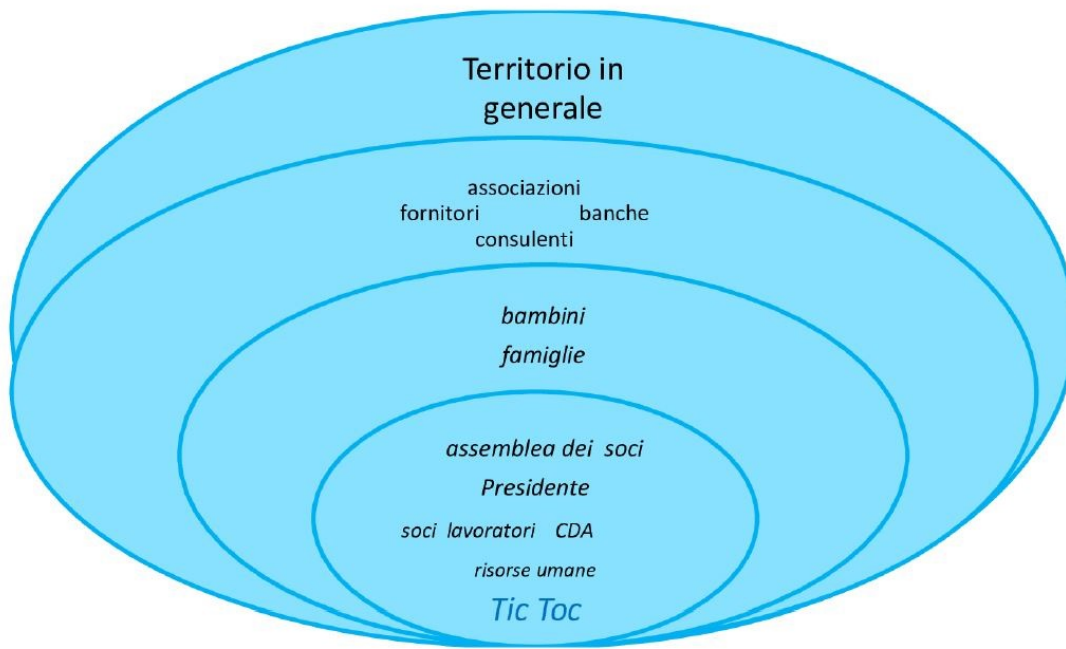 Territorio in
generale
associazioni
fornitori banche
consulenti
bambini
famiglie
assemblea dei soci
Presidente
soci lavoratori CDA
risorse umane
Tic Toc